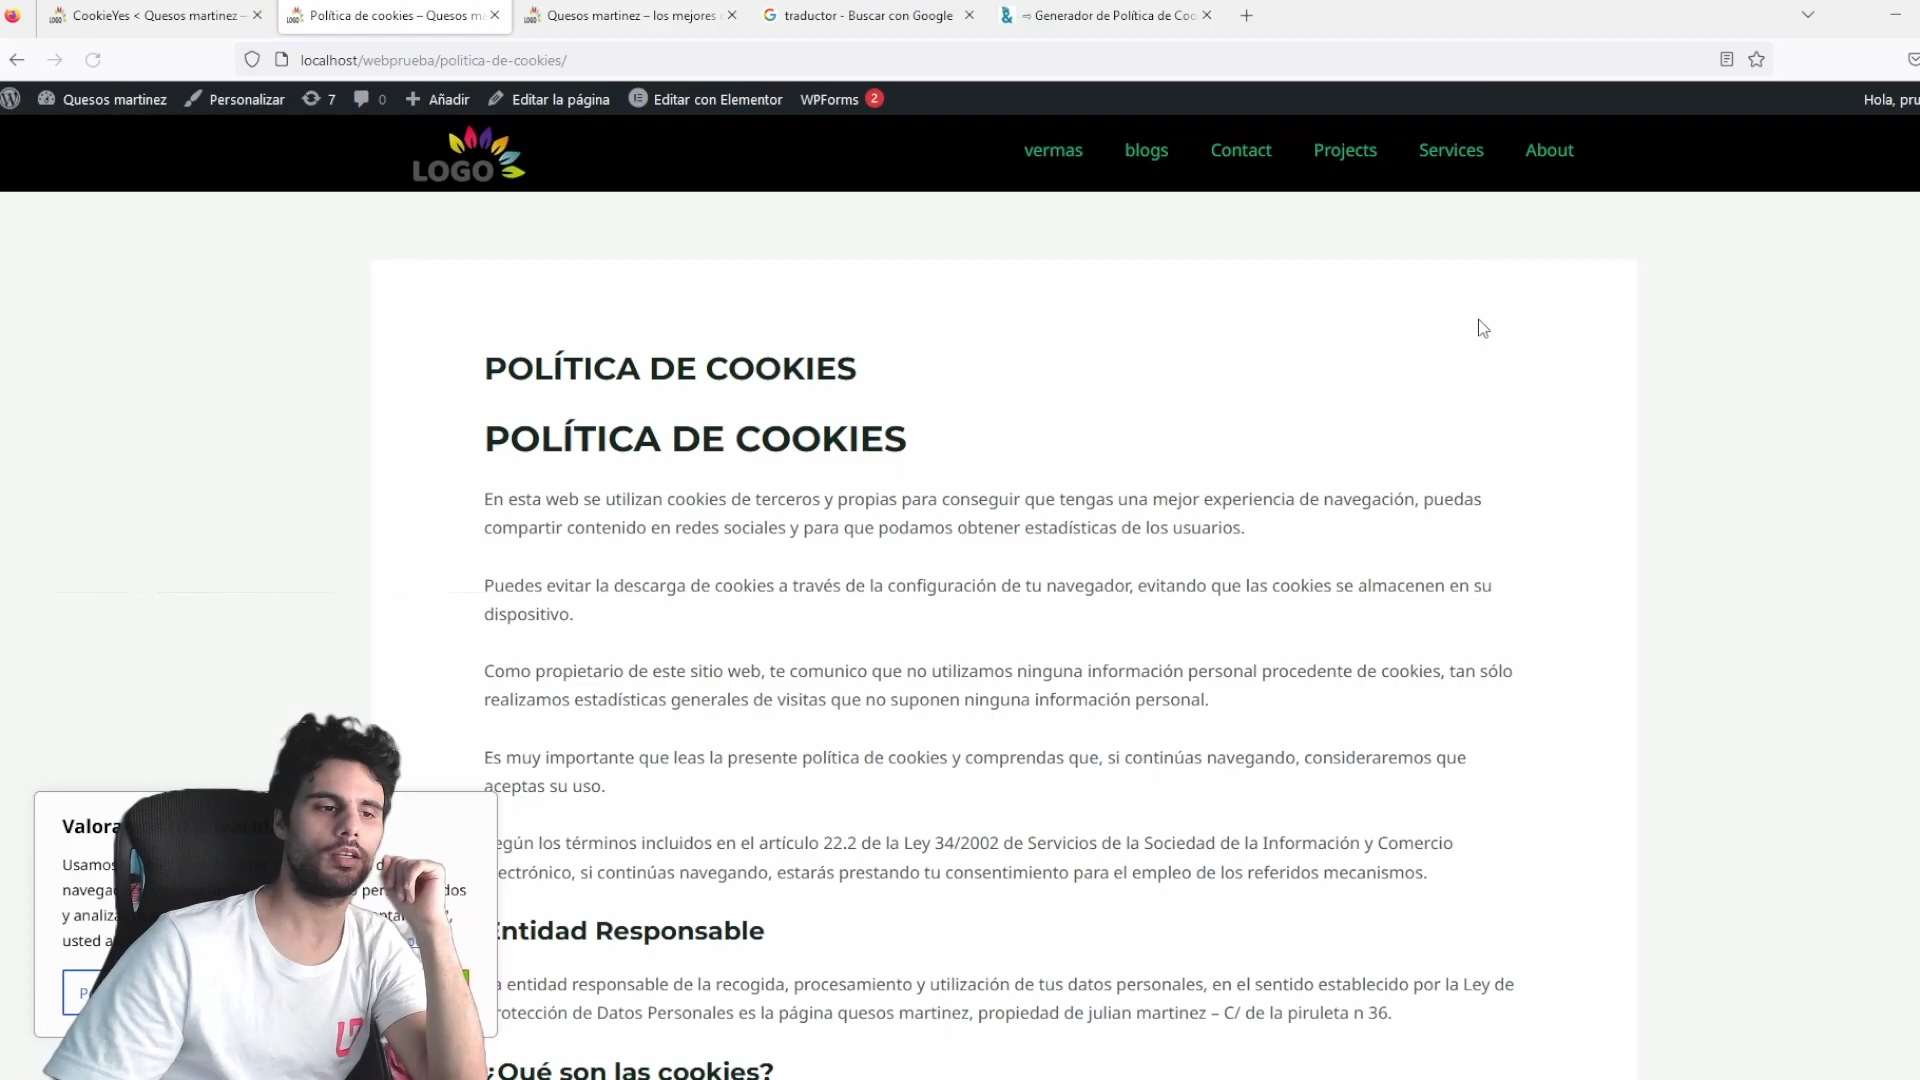 CookieYes < Quesos martinez –
Política de cookies – Quesos m
Quesos martinez – los mejores
traductor - Buscar con Google
Generador de Política de Coo
localhost/webprueba/politica-de-cookies/
Quesos martinez
Personalizar
7
0
Añadir
Editar la página
Editar con Elementor
WPForms 2
Hola, pru
LOGO
vermas
blogs
Contact
Projects
Services
About
POLÍTICA DE COOKIES
POLÍTICA DE COOKIES
En esta web se utilizan cookies de terceros y propias para conseguir que tengas una mejor experiencia de navegación, puedas
compartir contenido en redes sociales y para que podamos obtener estadísticas de los usuarios.
Puedes evitar la descarga de cookies a través de la configuración de tu navegador, evitando que las cookies se almacenen en su
dispositivo.
Como propietario de este sitio web, te comunico que no utilizamos ninguna información personal procedente de cookies, tan sólo
realizamos estadísticas generales de visitas que no suponen ninguna información personal.
Es muy importante que leas la presente política de cookies y comprendas que, si continúas navegando, consideraremos que
aceptas su uso.
egún los términos incluidos en el artículo 22.2 de la Ley 34/2002 de Servicios de la Sociedad de la Información y Comercio
lectrónico, si continúas navegando, estarás prestando tu consentimiento para el empleo de los referidos mecanismos.
Entidad Responsable
a entidad responsable de la recogida, procesamiento y utilización de tus datos personales, en el sentido establecido por la Ley de
rotección de Datos Personales es la página quesos martinez, propiedad de julian martinez – C/ de la piruleta n 36.
¿Qué son las cookies?
Valora
Usamos
navega
y analiza
usted a